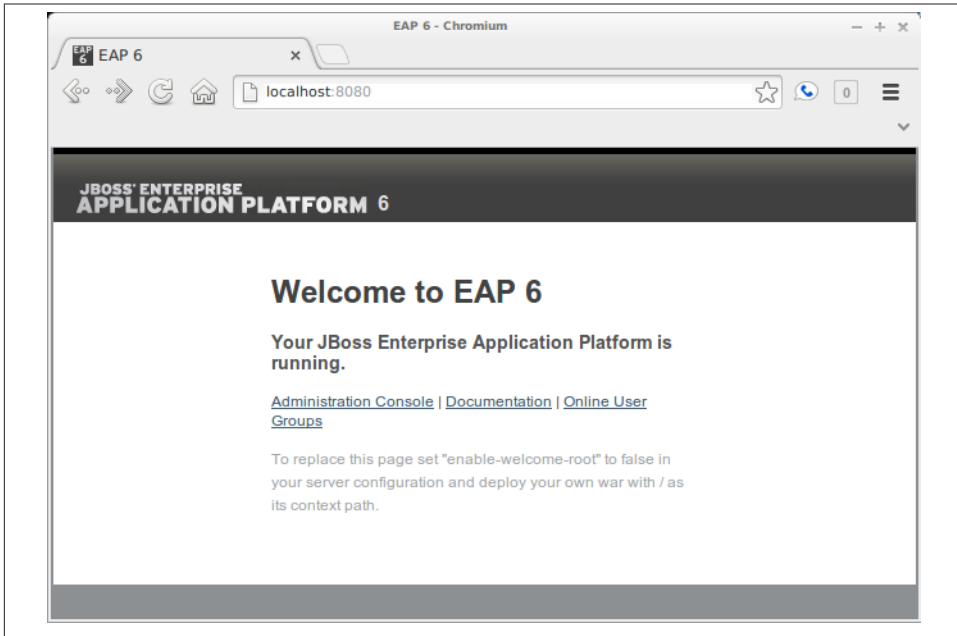 EAP 6 - Chromium
EAP 6 EAP 6
localhost:8080
0
JBOSS® ENTERPRISE
APPLICATION PLATFORM 6
Welcome to EAP 6
Your JBoss Enterprise Application Platform is
running.
Administration Console | Documentation | Online User
Groups
To replace this page set "enable-welcome-root" to false in
your server configuration and deploy your own war with / as
its context path.